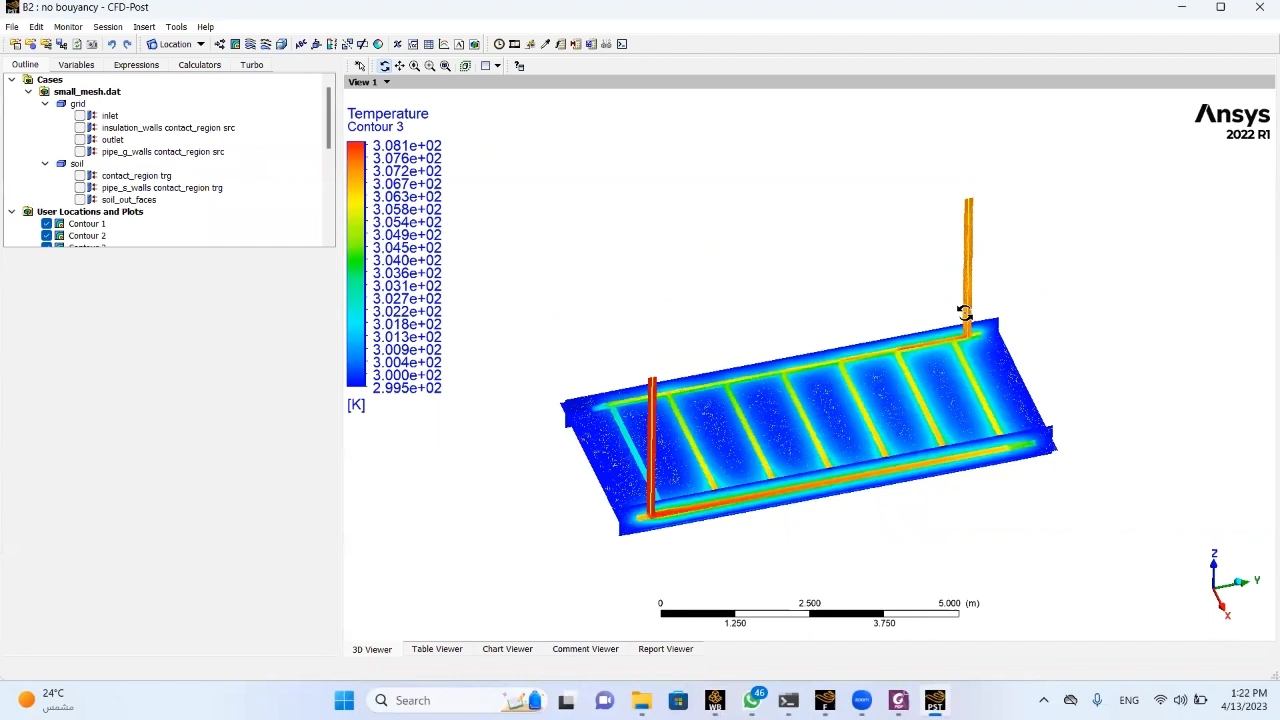 B2 : no bouyancy - CFD-Post
File Edit Monitor Session Insert Tools Help
Location
Outline Variables Expressions Calculators Turbo
Cases
small_mesh.dat
grid
inlet
insulation_walls contact_region src
outlet
pipe_g_walls contact_region src
soil
contact_region trg
pipe_s_walls contact_region trg
soil_out_faces
User Locations and Plots
Contour 1
Contour 2
View 1
Temperature
Contour 3
3.081e+02
3.076e+02
3.072e+02
3.067e+02
3.063e+02
3.058e+02
3.054e+02
3.049e+02
3.045e+02
3.040e+02
3.036e+02
3.031e+02
3.027e+02
3.022e+02
3.018e+02
3.013e+02
3.009e+02
3.004e+02
3.000e+02
2.995e+02
[K]
Ansys
2022 R1
Z
Y
X
0 2.500 5.000 (m)
1.250 3.750
3D Viewer Table Viewer Chart Viewer Comment Viewer Report Viewer
24°C
مشمس
Search
WB
46
F
zoom
PDF
PST
ENG
1:22 PM
4/13/2023